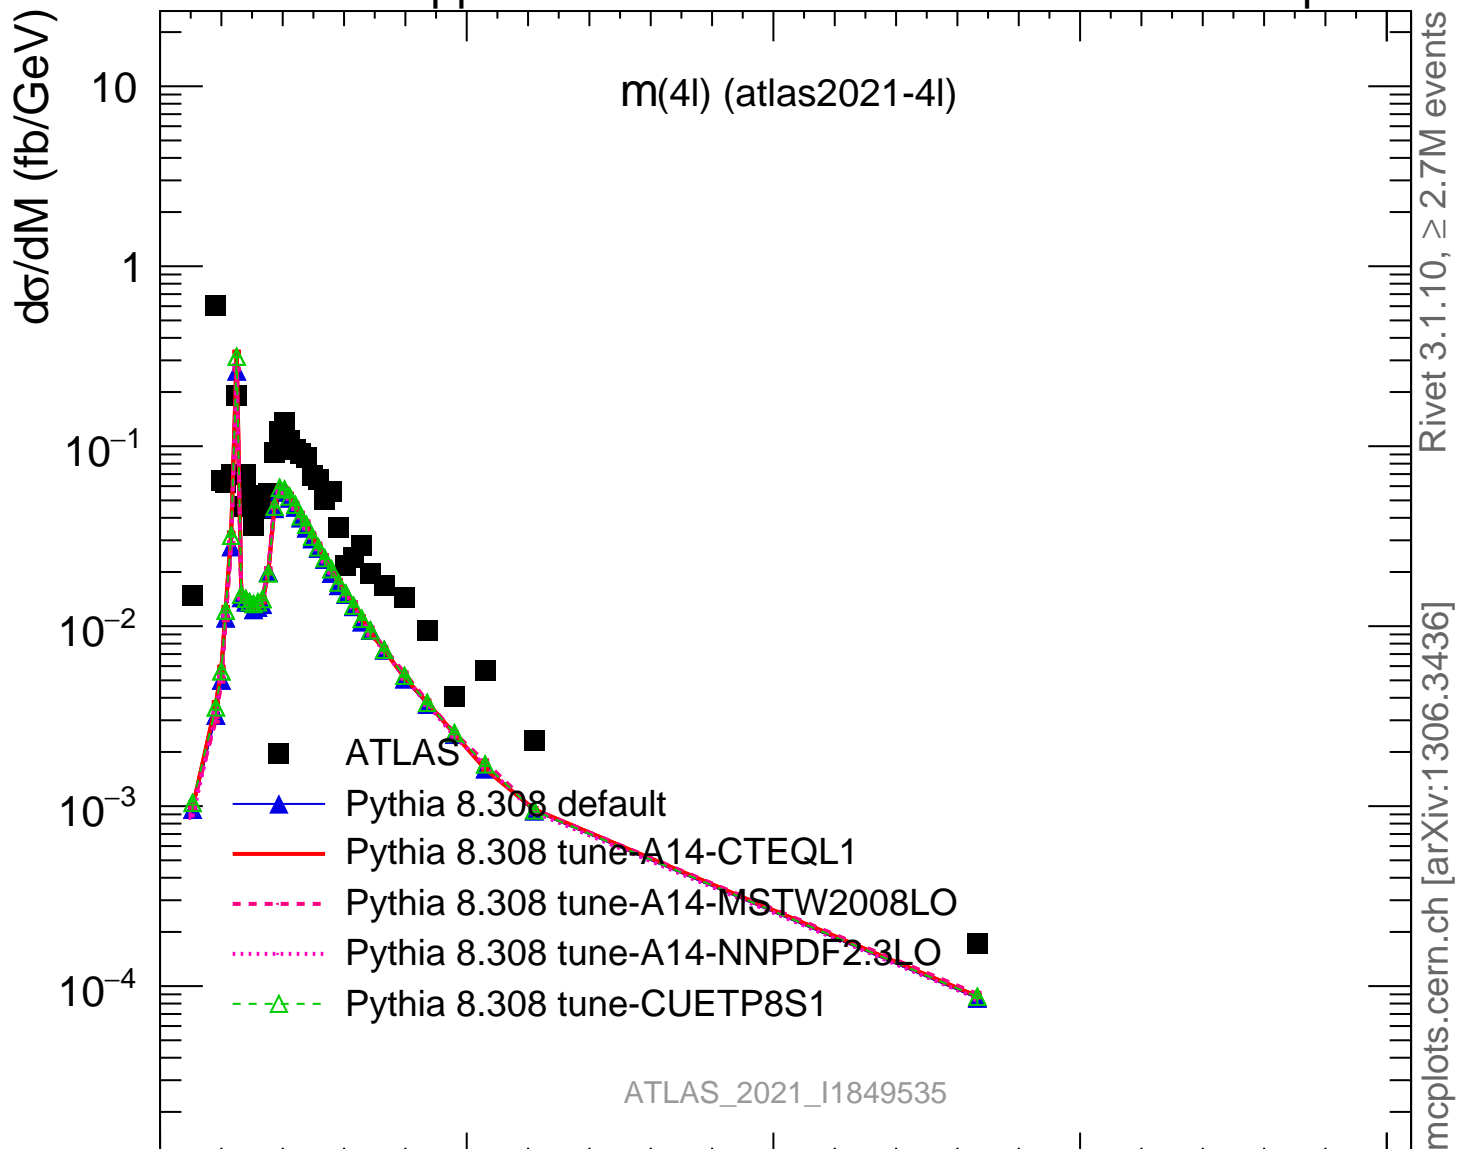 m(4l) (atlas2021-4l)
dσ/dM (fb/GeV)
10
1
10⁻¹
10⁻²
10⁻³
10⁻⁴
ATLAS
Pythia 8.308 default
Pythia 8.308 tune-A14-CTEQL1
Pythia 8.308 tune-A14-MSTW2008LO
Pythia 8.308 tune-A14-NNPDF2.3LO
Pythia 8.308 tune-CUETP8S1
ATLAS_2021_I1849535
Rivet 3.1.10, ≥ 2.7M events
mcplots.cern.ch [arXiv:1306.3436]